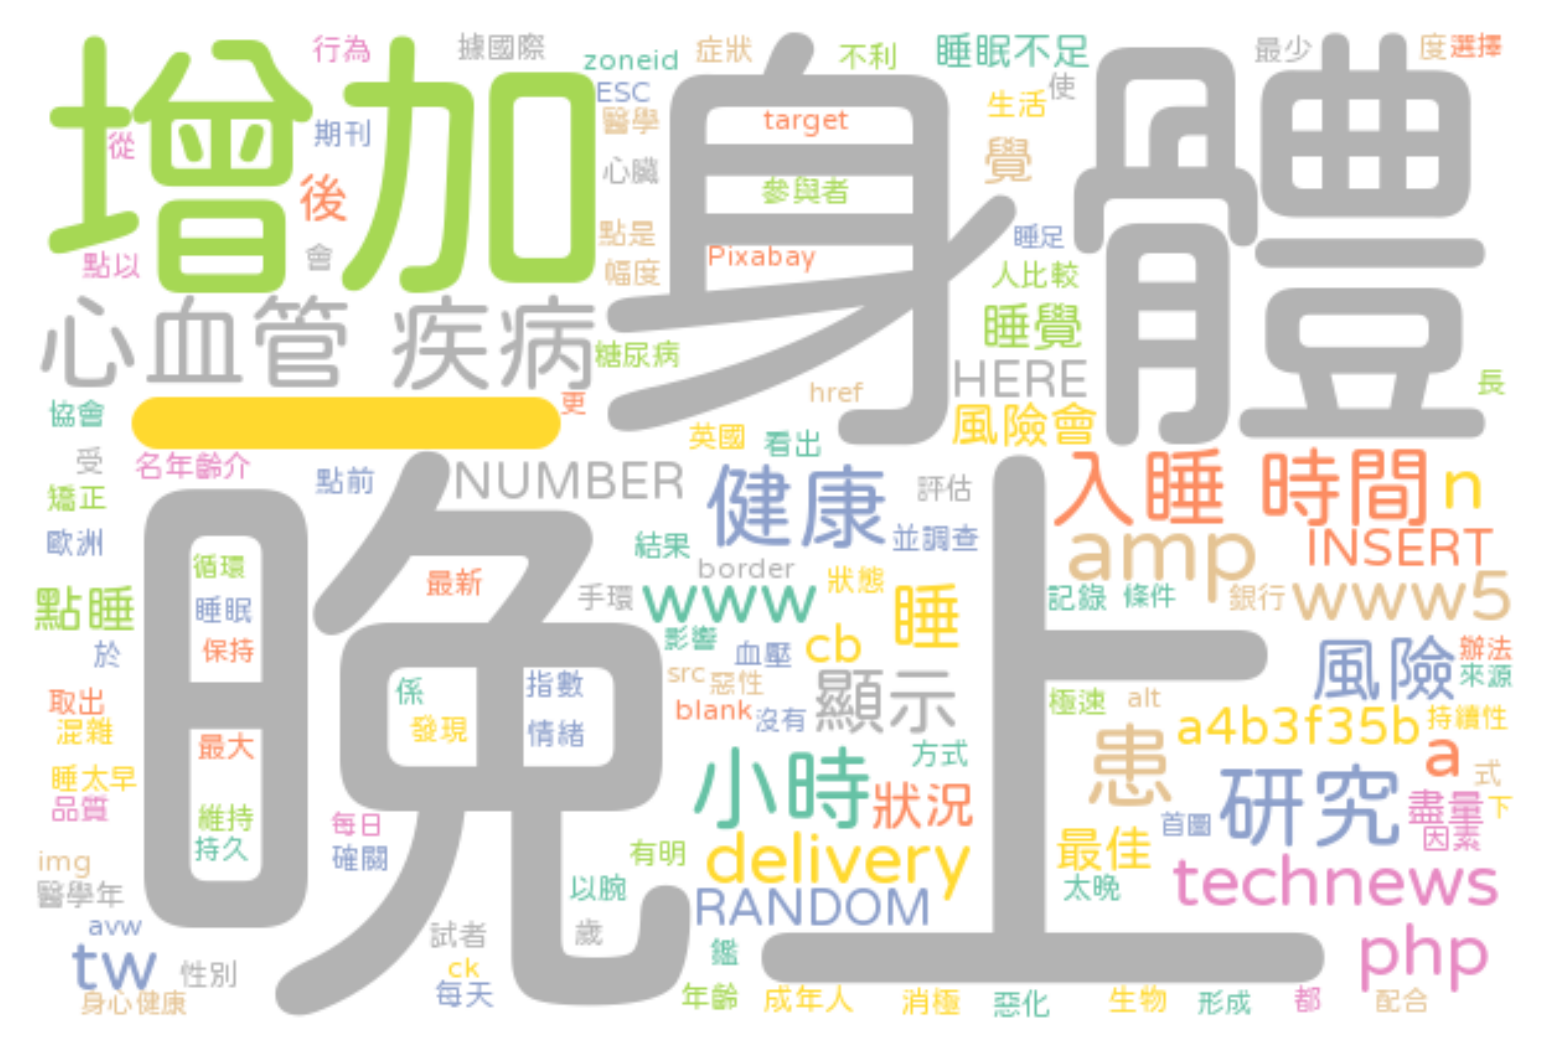 增加
身體
晚上
一
心血管 疾病
行為
據國際
zoneid
症狀
不利
睡眠不足
最少
度
選擇
ESC
使
從
期刊
醫學
target
生活
心臟
覺
後
參與者
點以
會
點是
Pixabay
睡足
幅度
人比較
睡覺
糖尿病
href
HERE
長
協會
更
英國
看出
風險會
受
名年齡介
點前
NUMBER
健康
評估
入睡 時間
n
矯正
歐洲
結果
並調查
amp
INSERT
循環
最新
border
狀態
點睡
睡眠
手環
www
睡
記錄
條件
銀行
www5
於
保持
影響
血壓
cb
風險
辦法
來源
取出
係
指數
src
惡性
顯示
極速
alt
混雜
發現
情緒
blank
沒有
a4b3f35b
持續性
最大
方式
患
a
式
睡太早
品質
維持
每日
小時
狀況
首圖
研究
盡量
下
因素
持久
確關
有明
delivery
最佳
img
醫學年
以腕
RANDOM
太晚
technews
avw
試者
歲
tw
性別
ck
鑑
php
身心健康
每天
年齡
成年人
消極
惡化
生物
形成
都
配合